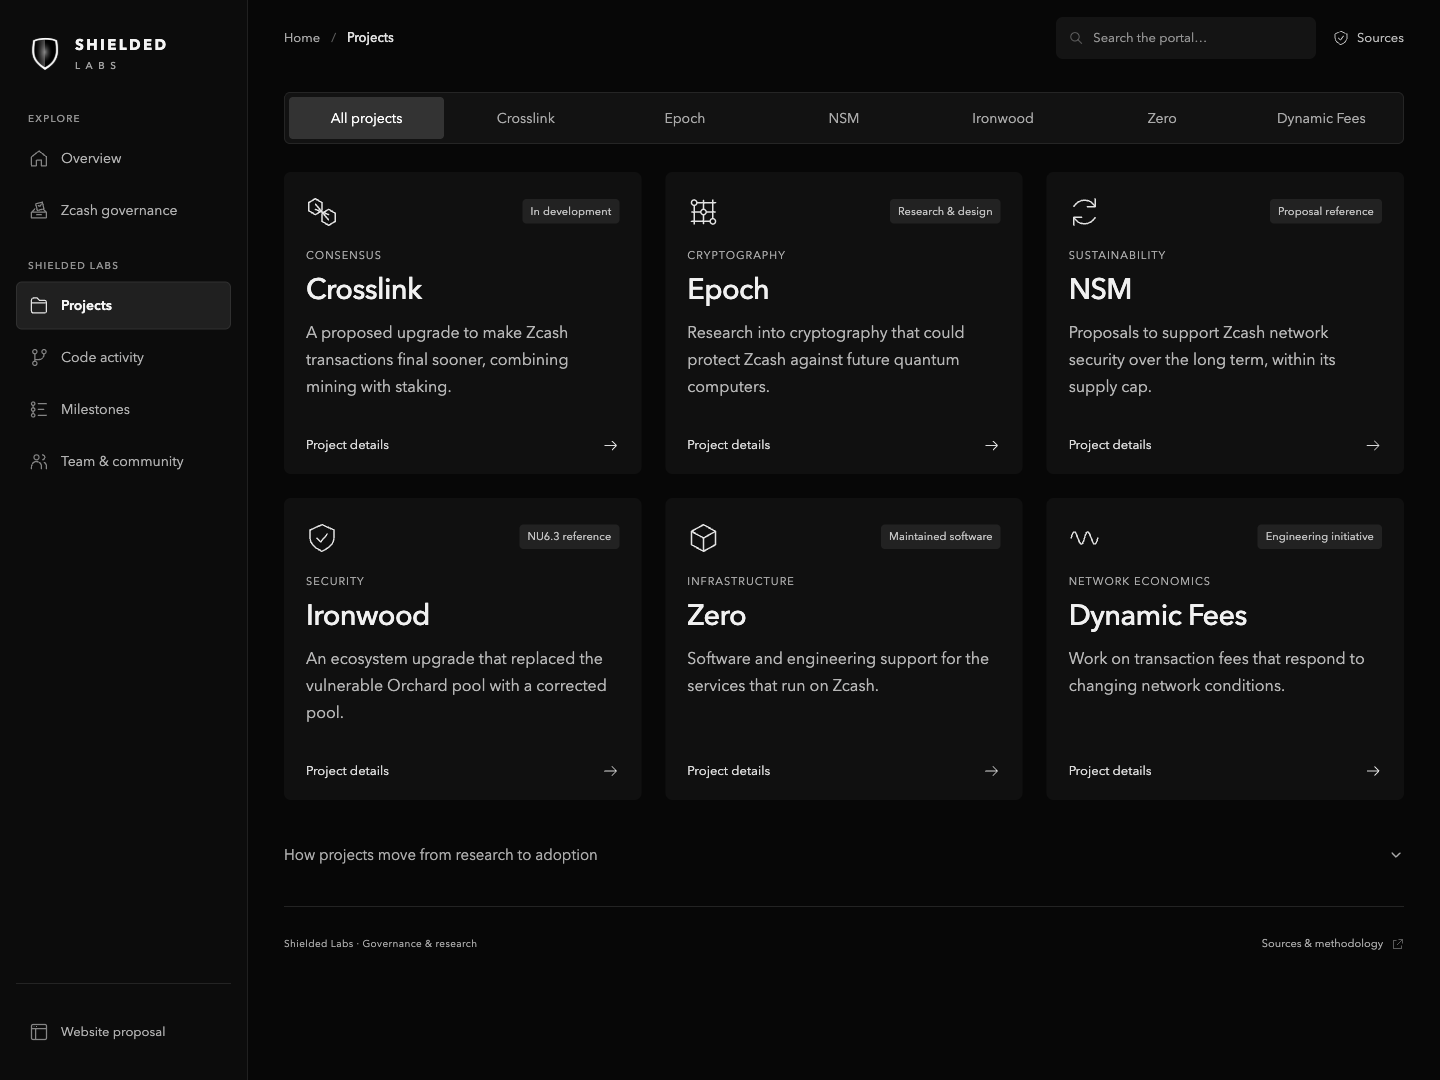 SHIELDED
LABS
EXPLORE
Overview
Zcash governance
SHIELDED LABS
Projects
Code activity
Milestones
Team & community
Website proposal
Home / Projects
Search the portal...
Sources
All projects
Crosslink
Epoch
NSM
Ironwood
Zero
Dynamic Fees
In development
CONSENSUS
Crosslink
A proposed upgrade to make Zcash
transactions final sooner, combining
mining with staking.
Project details
Research & design
CRYPTOGRAPHY
Epoch
Research into cryptography that could
protect Zcash against future quantum
computers.
Project details
Proposal reference
SUSTAINABILITY
NSM
Proposals to support Zcash network
security over the long term, within its
supply cap.
Project details
NU6.3 reference
SECURITY
Ironwood
An ecosystem upgrade that replaced the
vulnerable Orchard pool with a corrected
pool.
Project details
Maintained software
INFRASTRUCTURE
Zero
Software and engineering support for the
services that run on Zcash.
Project details
Engineering initiative
NETWORK ECONOMICS
Dynamic Fees
Work on transaction fees that respond to
changing network conditions.
Project details
How projects move from research to adoption
Shielded Labs · Governance & research
Sources & methodology